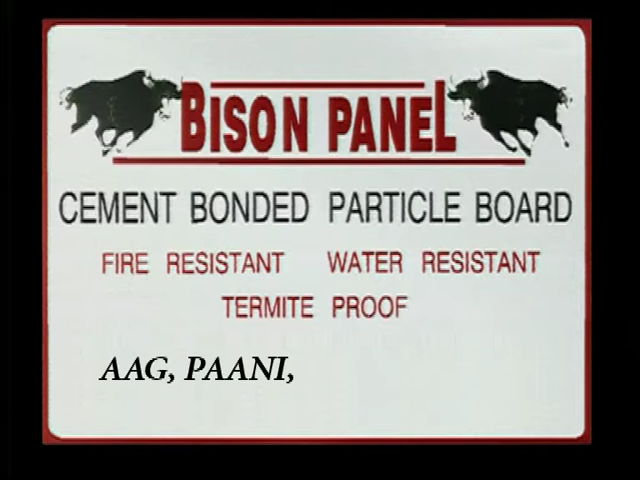 BISON PANEL
CEMENT BONDED PARTICLE BOARD
FIRE RESISTANT WATER RESISTANT
TERMITE PROOF
AAG, PAANI,